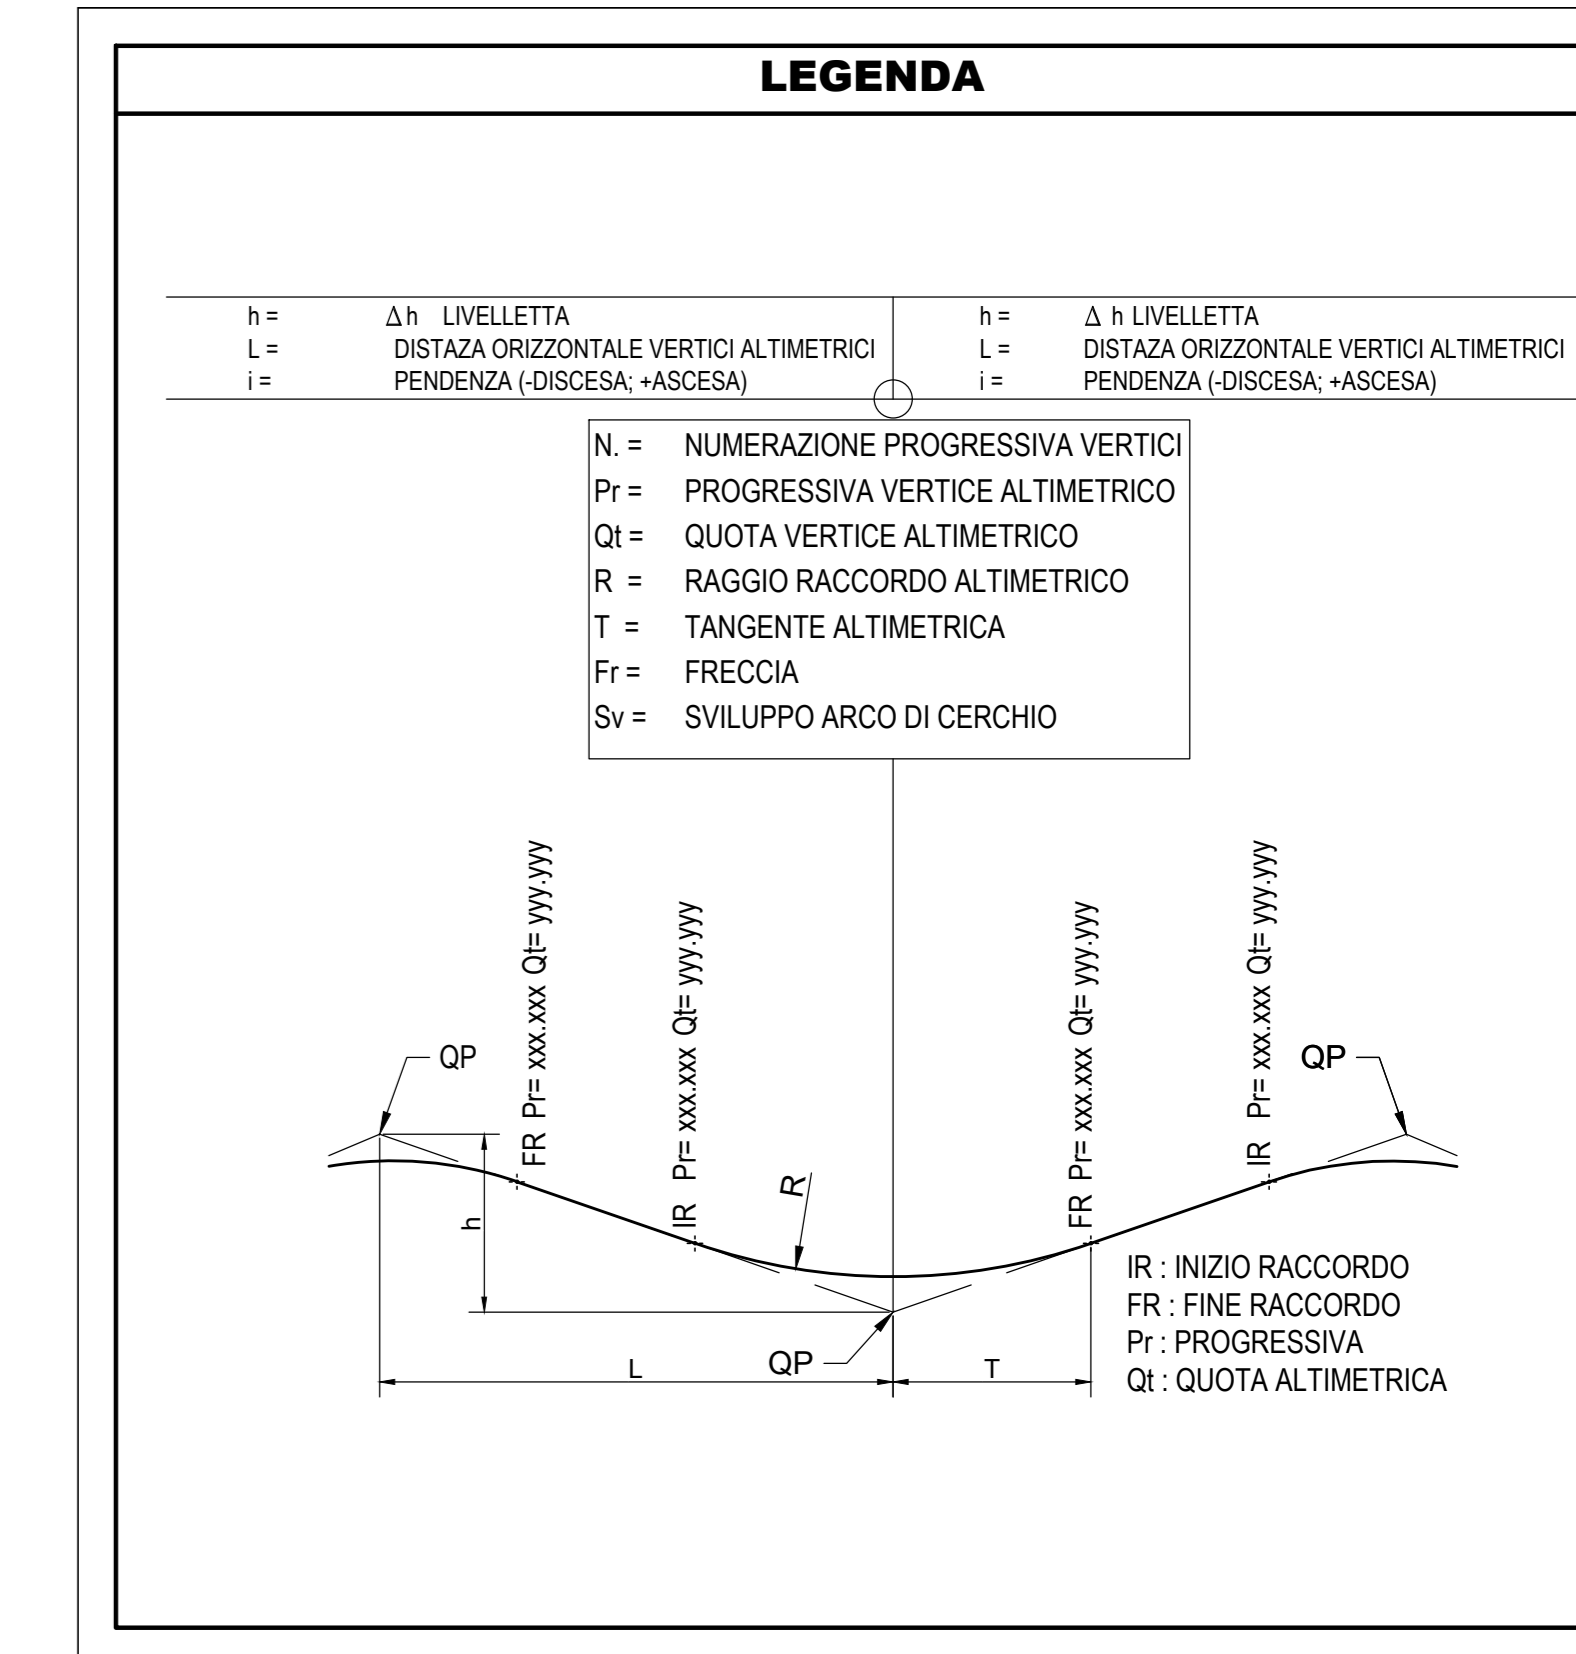 LEGENDA
h = Δ h LIVELLETTA
L = DISTAZA ORIZZONTALE VERTICI ALTIMETRICI
i = PENDENZA (-DISCESA; +ASCESA)
h = Δ h LIVELLETTA
L = DISTAZA ORIZZONTALE VERTICI ALTIMETRICI
i = PENDENZA (-DISCESA; +ASCESA)
N. = NUMERAZIONE PROGRESSIVA VERTICI
Pr = PROGRESSIVA VERTICE ALTIMETRICO
Qt = QUOTA VERTICE ALTIMETRICO
R = RAGGIO RACCORDO ALTIMETRICO
T = TANGENTE ALTIMETRICA
Fr = FRECCIA
Sv = SVILUPPO ARCO DI CERCHIO
QP
FR Pr= xxx.xxx Qt= yyy.yyy
IR Pr= xxx.xxx Qt= yyy.yyy
R
FR Pr= xxx.xxx Qt= yyy.yyy
IR Pr= xxx.xxx Qt= yyy.yyy
QP
h
L
QP
T
IR : INIZIO RACCORDO
FR : FINE RACCORDO
Pr : PROGRESSIVA
Qt : QUOTA ALTIMETRICA